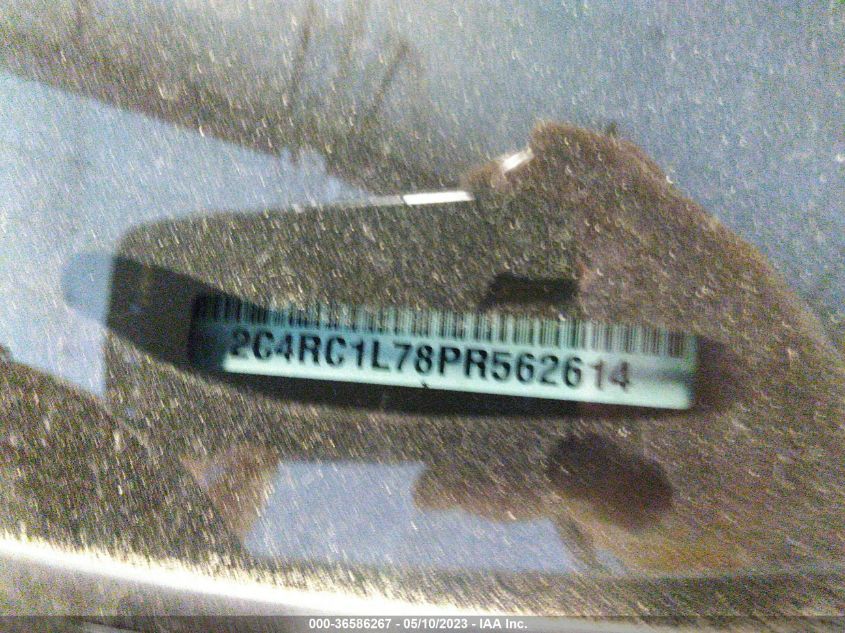 2C4RC1L78PR562614
000-36586267 - 05/10/2023 - IAA Inc.